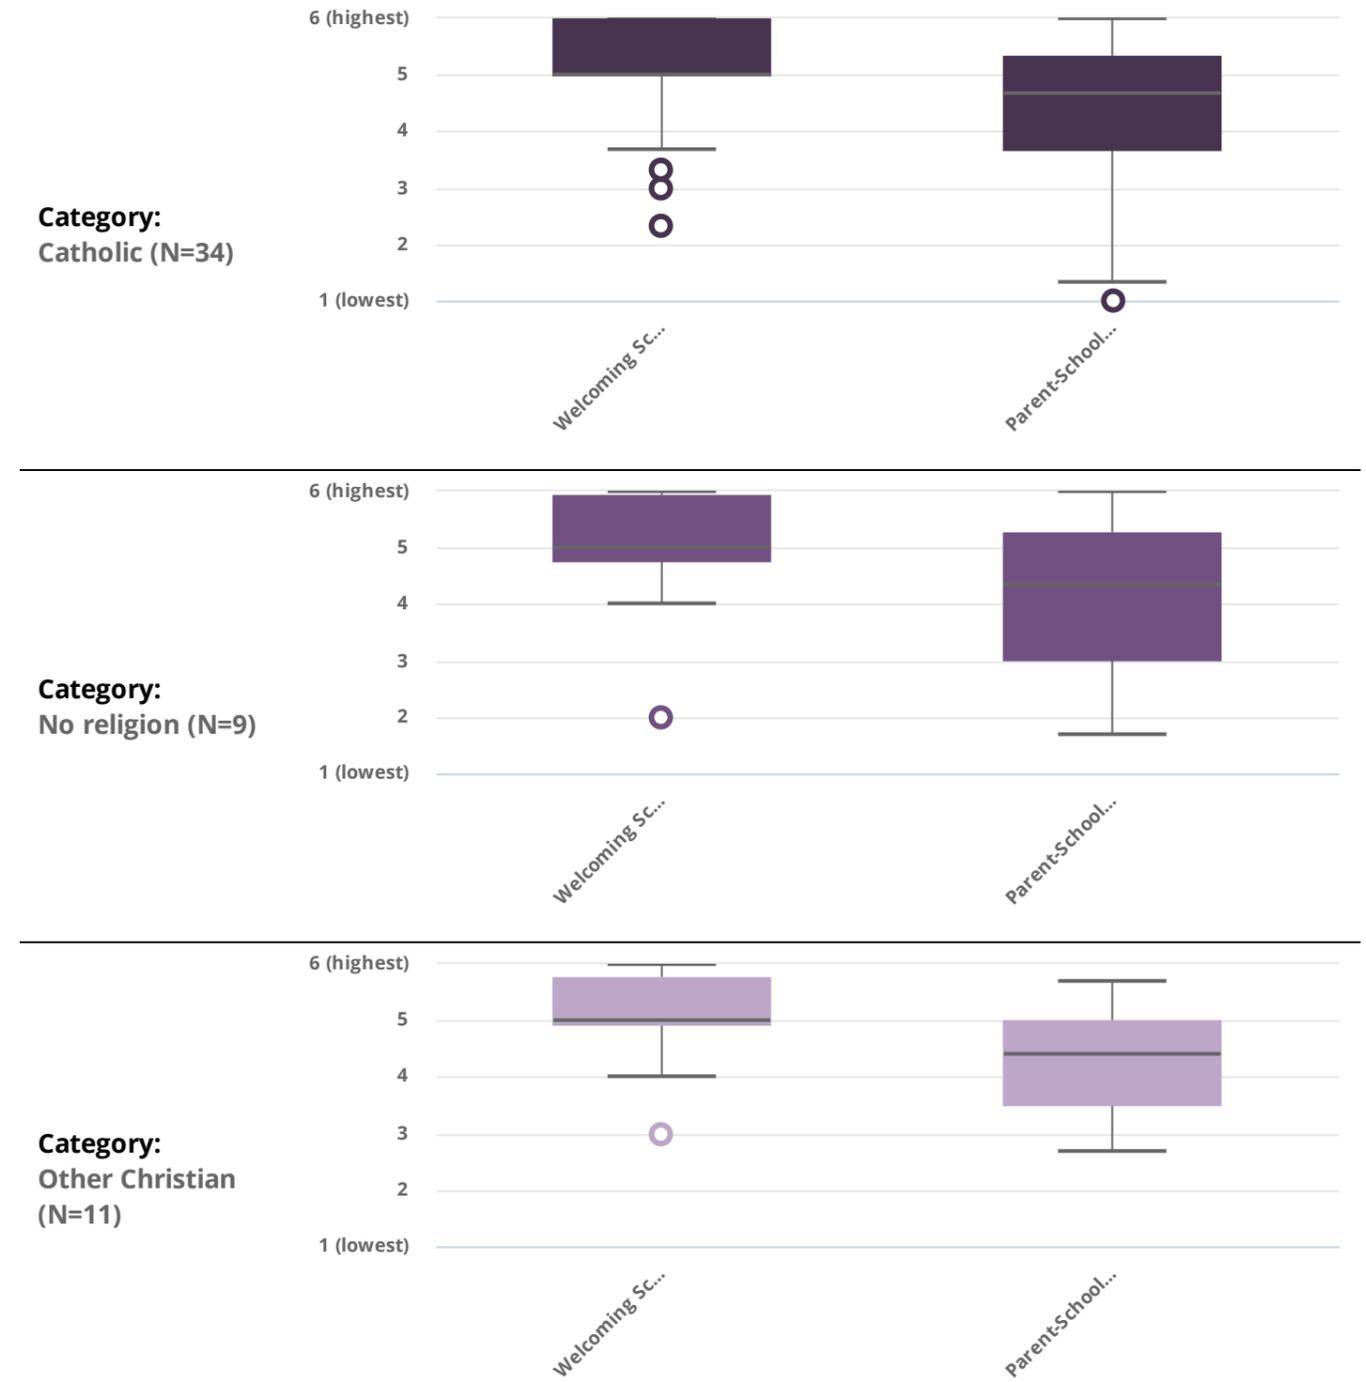 6 (highest)
5
4
3
2
1 (lowest)
Category:
Catholic (N=34)
Welcoming Sc...
Parent-School...
6 (highest)
5
4
3
2
1 (lowest)
Category:
No religion (N=9)
Welcoming Sc...
Parent-School...
6 (highest)
5
4
3
2
1 (lowest)
Category:
Other Christian
(N=11)
Welcoming Sc...
Parent-School...